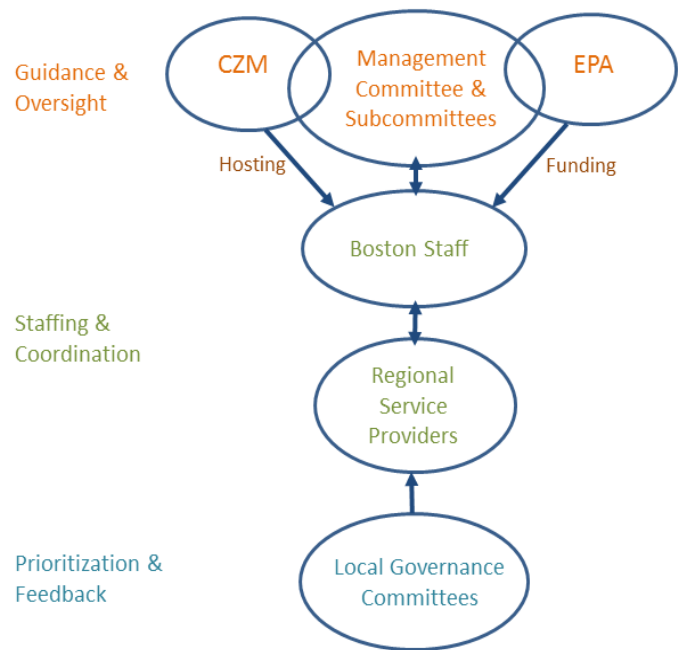 Guidance &
Oversight
CZM
Management
Committee &
Subcommittees
EPA
Hosting
Funding
Boston Staff
Staffing &
Coordination
Regional
Service
Providers
Prioritization &
Feedback
Local Governance
Committees